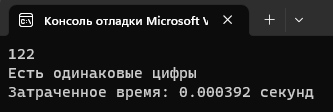 Консоль отладки Microsoft V
122
Есть одинаковые цифры
Затраченное время: 0.000392 секунд